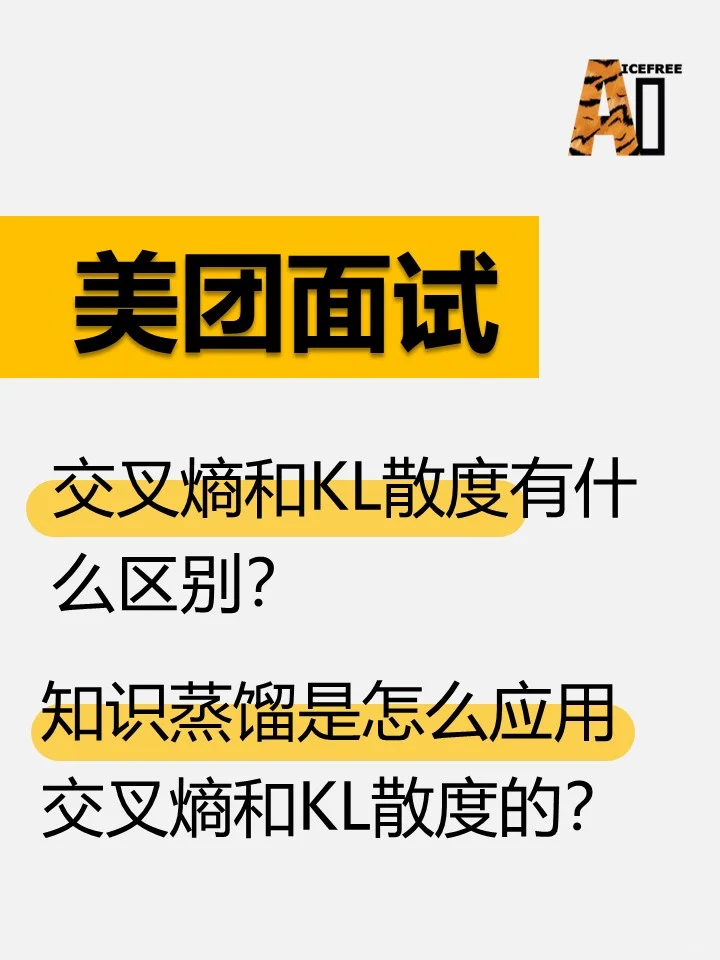 ICEFREE
AI
美团面试
交叉熵和KL散度有什
么区别？
知识蒸馏是怎么应用
交叉熵和KL散度的？